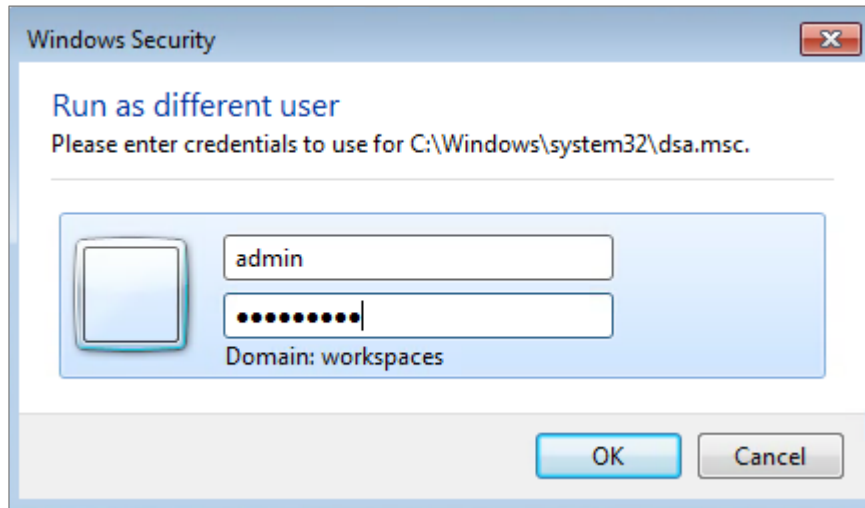 Windows Security
Run as different user
Please enter credentials to use for C:\Windows\system32\dsa.msc.
admin
●●●●●●●●●
Domain: workspaces
OK
Cancel